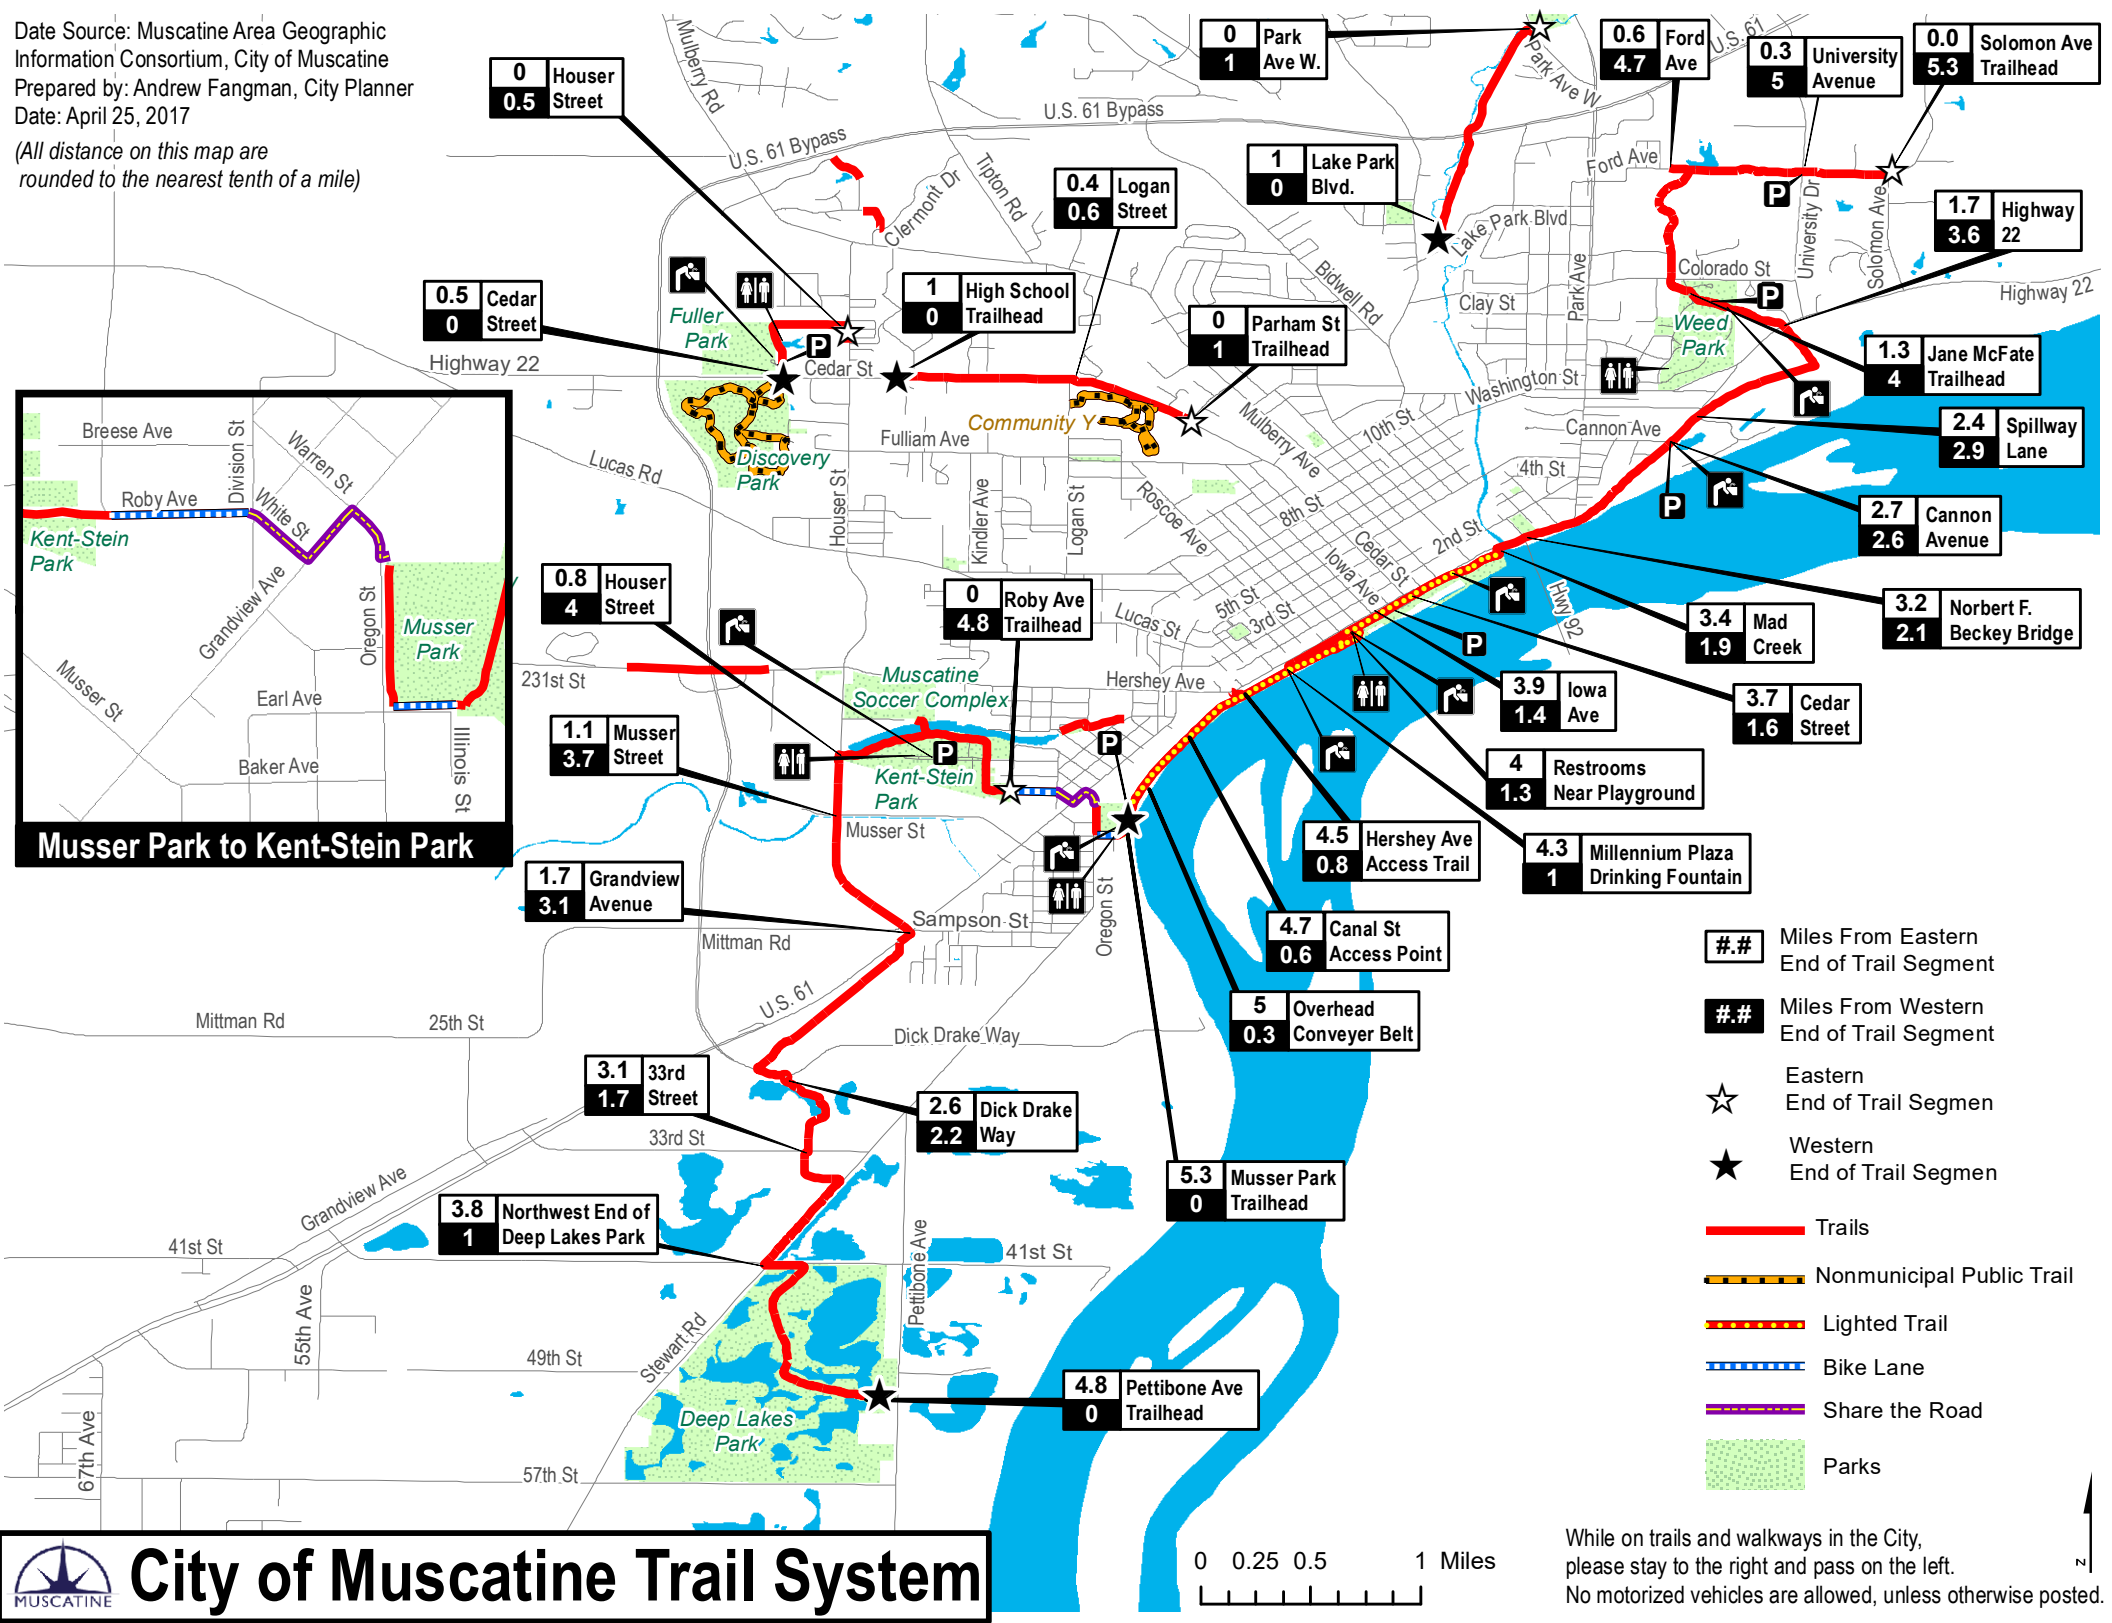 Date Source: Muscatine Area Geographic
Information Consortium, City of Muscatine
Prepared by: Andrew Fangman, City Planner
Date: April 25, 2017
(All distance on this map are
rounded to the nearest tenth of a mile)
0 Houser
0.5 Street
0 Park
1 Ave W.
0.6 Ford
4.7 Ave
0.3 University
5 Avenue
0.0 Solomon Ave
5.3 Trailhead
Mulberry Rd
U.S. 61 Bypass
U.S. 61 Bypass
Park Ave W
U.S. 61
Tipton Rd
Clermont Dr
0.4 Logan
0.6 Street
1 Lake Park
0 Blvd.
Ford Ave
P
University Dr
Solomon Ave
1.7 Highway
3.6 22
Lake Park Blvd
Park Ave
Bidwell Rd
Colorado St
Clay St
P
Highway 22
0.5 Cedar
0 Street
Fuller
Park
1 High School
0 Trailhead
0 Parham St
1 Trailhead
Weed
Park
1.3 Jane McFate
4 Trailhead
Highway 22
P
Cedar St
Washington St
Community Y
Mulberry Ave
10th St
Cannon Ave
2.4 Spillway
2.9 Lane
Fulliam Ave
Discovery
Park
Lucas Rd
Houser St
Kindler Ave
Logan St
Roscoe Ave
8th St
4th St
P
2.7 Cannon
2.6 Avenue
Breese Ave
Division St
Warren St
Roby Ave
White St
Kent-Stein
Park
Grandview Ave
Oregon St
Musser
Park
Musser St
Earl Ave
Baker Ave
Illinois St
Musser Park to Kent-Stein Park
2nd St
Cedar St
Iowa Ave
5th St
3rd St
Lucas St
Hwy 92
0.8 Houser
4 Street
0 Roby Ave
4.8 Trailhead
3.2 Norbert F.
2.1 Beckey Bridge
3.4 Mad
1.9 Creek
P
231st St
Muscatine
Soccer Complex
Hershey Ave
3.9 Iowa
1.4 Ave
3.7 Cedar
1.6 Street
1.1 Musser
3.7 Street
P
P
Kent-Stein
Park
4 Restrooms
1.3 Near Playground
Musser St
4.5 Hershey Ave
0.8 Access Trail
4.3 Millennium Plaza
1 Drinking Fountain
1.7 Grandview
3.1 Avenue
Sampson St
Oregon St
Mittman Rd
4.7 Canal St
0.6 Access Point
#.# Miles From Eastern
End of Trail Segment
U.S. 61
5 Overhead
0.3 Conveyer Belt
#.# Miles From Western
End of Trail Segment
Mittman Rd
25th St
Dick Drake Way
3.1 33rd
1.7 Street
2.6 Dick Drake
2.2 Way
Eastern
End of Trail Segmen
33rd St
Western
End of Trail Segmen
5.3 Musser Park
0 Trailhead
Grandview Ave
3.8 Northwest End of
1 Deep Lakes Park
Trails
41st St
41st St
Pettibone Ave
Nonmunicipal Public Trail
55th Ave
Lighted Trail
49th St
Stewart Rd
Bike Lane
4.8 Pettibone Ave
0 Trailhead
Share the Road
Deep Lakes
Park
67th Ave
57th St
Parks
MUSCATINE
City of Muscatine Trail System
0 0.25 0.5 1 Miles
While on trails and walkways in the City,
please stay to the right and pass on the left.
No motorized vehicles are allowed, unless otherwise posted.
N